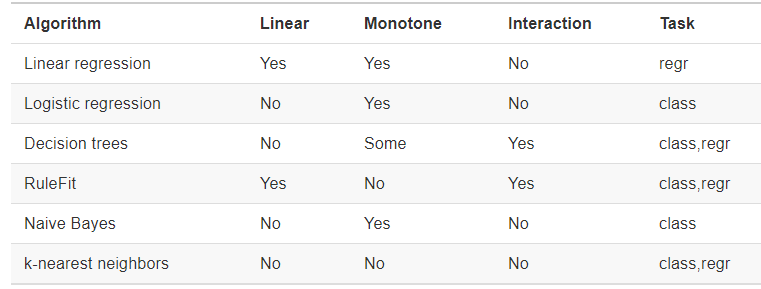 Algorithm Linear Monotone Interaction Task
Linear regression Yes Yes No regr
Logistic regression No Yes No class
Decision trees No Some Yes class,regr
RuleFit Yes No Yes class,regr
Naive Bayes No Yes No class
k-nearest neighbors No No No class,regr